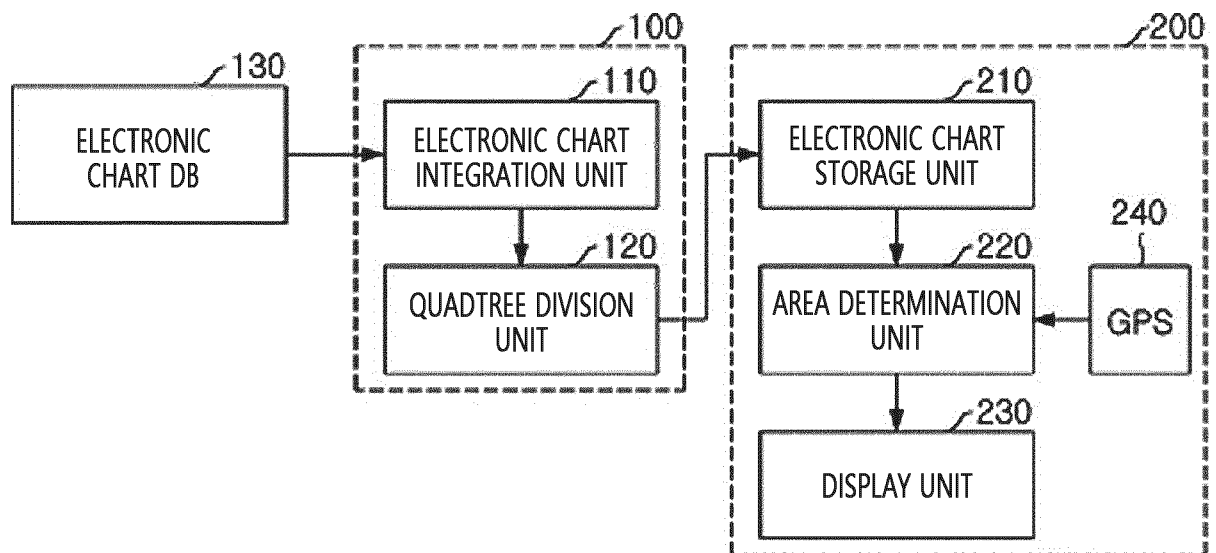 100
200
130
ELECTRONIC
CHART DB
110
ELECTRONIC CHART
INTEGRATION UNIT
210
ELECTRONIC CHART
STORAGE UNIT
120
QUADTREE DIVISION
UNIT
220
AREA DETERMINATION
UNIT
240
GPS
230
DISPLAY UNIT